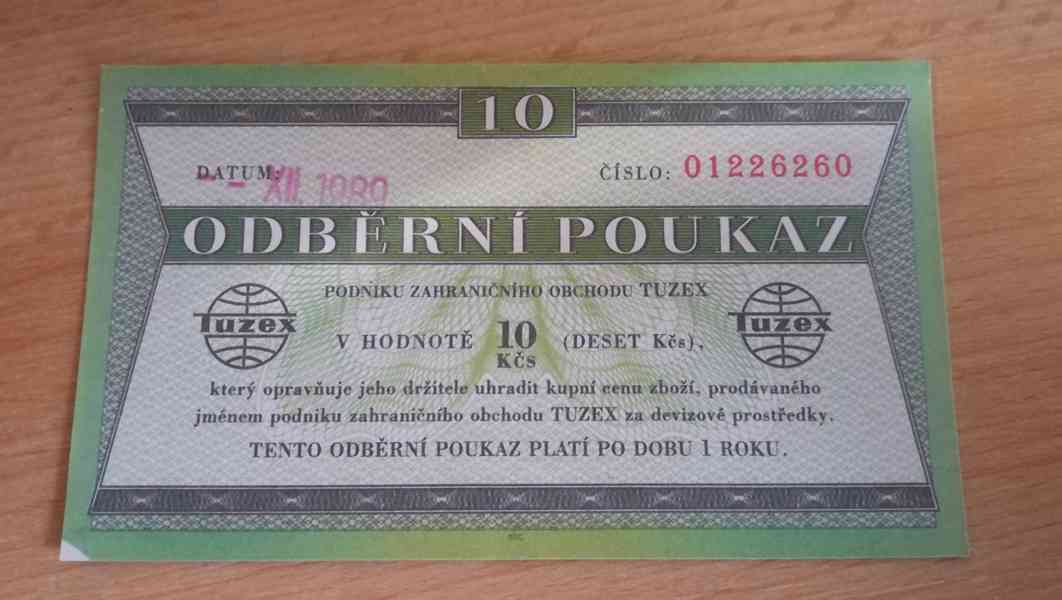 10
DATUM:
- - XII. 1989
ČÍSLO: 01226260
ODBĚRNÍ POUKAZ
PODNIKU ZAHRANIČNÍHO OBCHODU TUZEX
Tuzex
V HODNOTĚ 10 KČS (DESET Kčs),
Tuzex
který opravňuje jeho držitele uhradit kupní cenu zboží, prodávaného
jménem podniku zahraničního obchodu TUZEX za devizové prostředky.
TENTO ODBĚRNÍ POUKAZ PLATÍ PO DOBU 1 ROKU.